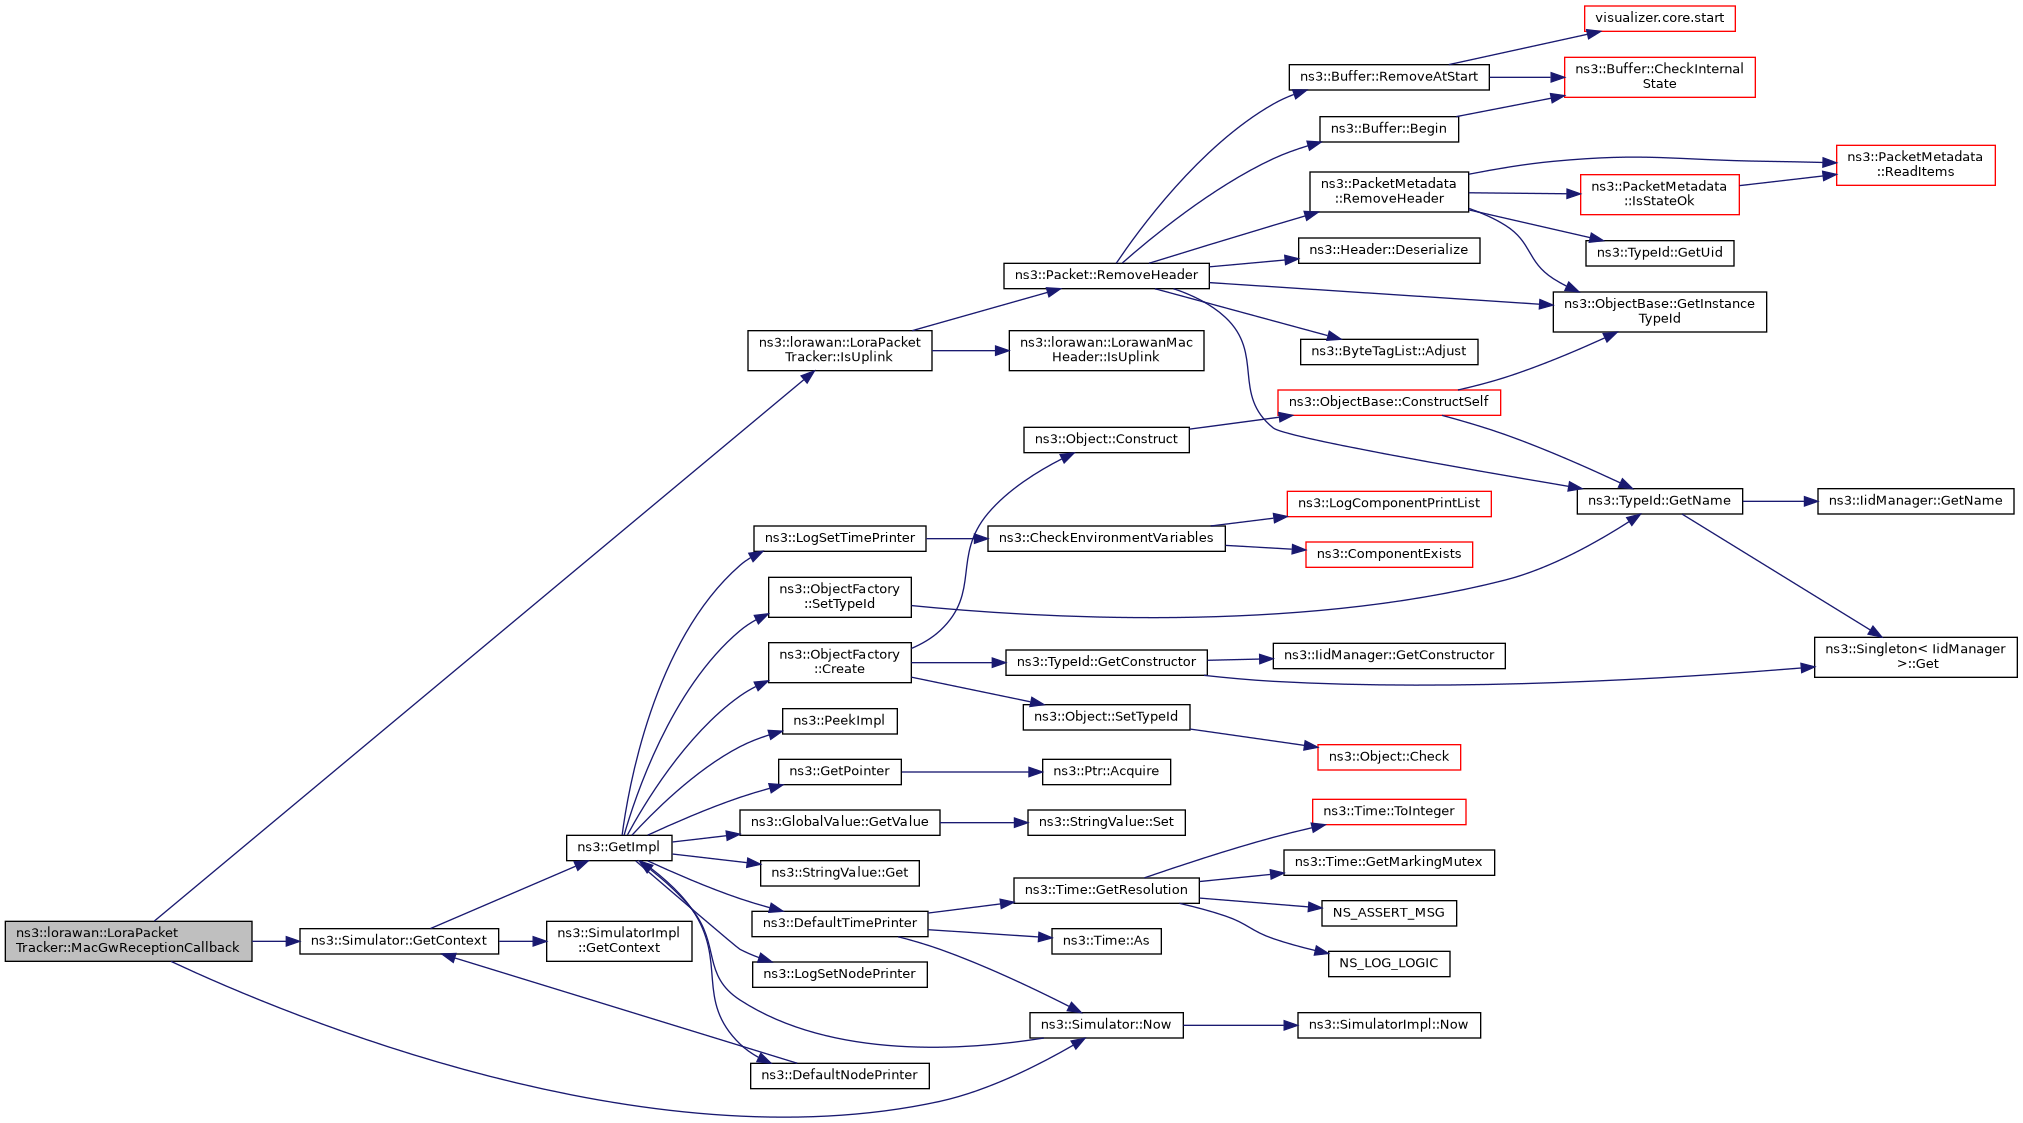 visualizer.core.start
ns3::Buffer::RemoveAtStart
ns3::Buffer::CheckInternal
State
ns3::Buffer::Begin
ns3::PacketMetadata
::ReadItems
ns3::PacketMetadata
::RemoveHeader
ns3::PacketMetadata
::IsStateOk
ns3::Header::Deserialize
ns3::TypeId::GetUid
ns3::Packet::RemoveHeader
ns3::ObjectBase::GetInstance
TypeId
ns3::lorawan::LoraPacket
Tracker::IsUplink
ns3::lorawan::LorawanMac
Header::IsUplink
ns3::ByteTagList::Adjust
ns3::ObjectBase::ConstructSelf
ns3::Object::Construct
ns3::TypeId::GetName
ns3::IidManager::GetName
ns3::LogComponentPrintList
ns3::LogSetTimePrinter
ns3::CheckEnvironmentVariables
ns3::ComponentExists
ns3::ObjectFactory
::SetTypeId
ns3::ObjectFactory
::Create
ns3::TypeId::GetConstructor
ns3::IidManager::GetConstructor
ns3::Singleton< IidManager
>::Get
ns3::PeekImpl
ns3::Object::SetTypeId
ns3::Object::Check
ns3::GetPointer
ns3::Ptr::Acquire
ns3::GlobalValue::GetValue
ns3::StringValue::Set
ns3::Time::ToInteger
ns3::GetImpl
ns3::StringValue::Get
ns3::Time::GetMarkingMutex
ns3::Time::GetResolution
ns3::lorawan::LoraPacket
Tracker::MacGwReceptionCallback
ns3::Simulator::GetContext
ns3::SimulatorImpl
::GetContext
ns3::DefaultTimePrinter
NS_ASSERT_MSG
ns3::Time::As
ns3::LogSetNodePrinter
NS_LOG_LOGIC
ns3::Simulator::Now
ns3::SimulatorImpl::Now
ns3::DefaultNodePrinter